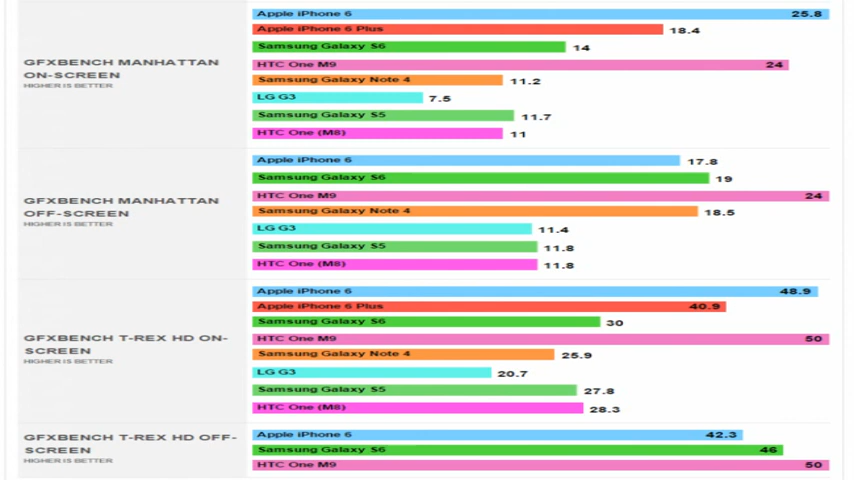 Apple iPhone 6
25.8
Apple iPhone 6 Plus
18.4
Samsung Galaxy S6
14
GFXBENCH MANHATTAN
ON-SCREEN
HIGHER IS BETTER
HTC One M9
24
Samsung Galaxy Note 4
11.2
LG G3
7.5
Samsung Galaxy S5
11.7
HTC One (M8)
11
Apple iPhone 6
17.8
Samsung Galaxy S6
19
GFXBENCH MANHATTAN
OFF-SCREEN
HIGHER IS BETTER
HTC One M9
24
Samsung Galaxy Note 4
18.5
LG G3
11.4
Samsung Galaxy S5
11.8
HTC One (M8)
11.8
Apple iPhone 6
48.9
Apple iPhone 6 Plus
40.9
Samsung Galaxy S6
30
GFXBENCH T-REX HD ON-
SCREEN
HIGHER IS BETTER
HTC One M9
50
Samsung Galaxy Note 4
25.9
LG G3
20.7
Samsung Galaxy S5
27.8
HTC One (M8)
28.3
GFXBENCH T-REX HD OFF-
SCREEN
HIGHER IS BETTER
Apple iPhone 6
42.3
Samsung Galaxy S6
46
HTC One M9
50